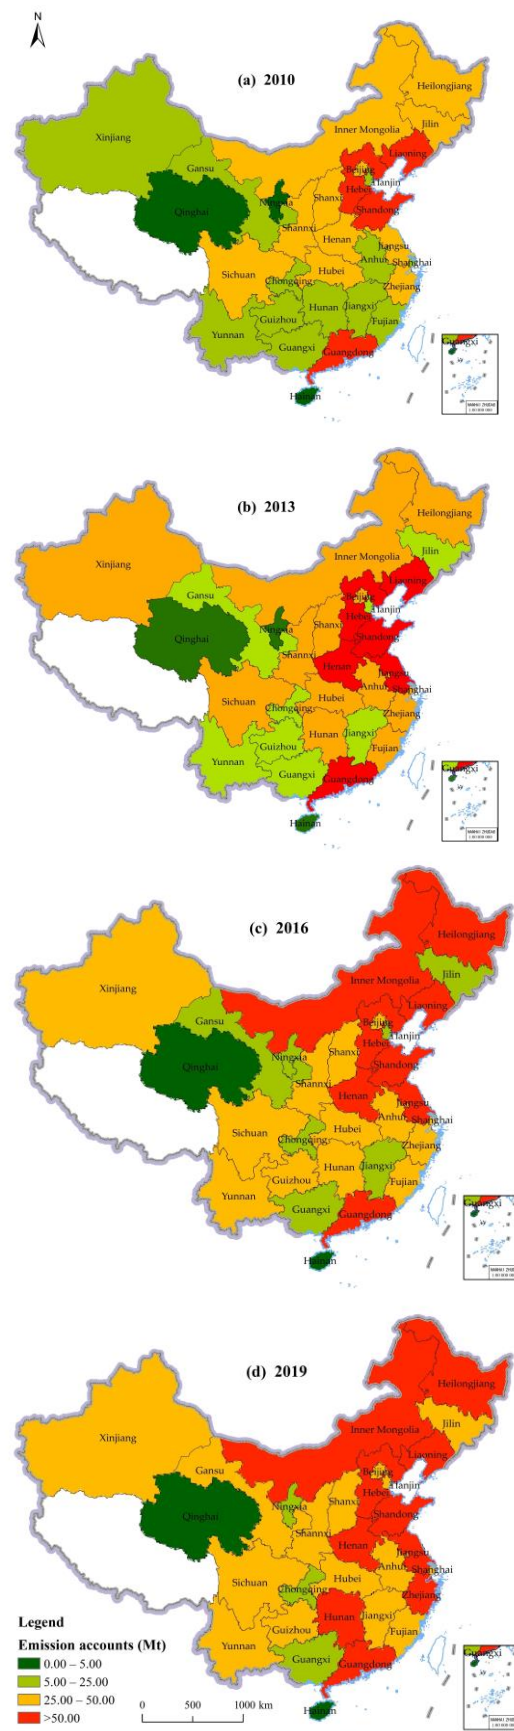 N
(a) 2010
Heilongjiang
Jilin
Inner Mongolia
Xinjiang
Liaoning
Gansu
Beijing
Tianjin
Hebei
Ningxia
Shanxi
Qinghai
Shandong
Shannxi
Henan
Jiangsu
Anhui
Shanghai
Sichuan
Hubei
Chongqing
Zhejiang
Hunan
Jiangxi
Guizhou
Fujian
Yunnan
Guangxi
Guangdong
Hainan
Guangxi
(b) 2013
Heilongjiang
Jilin
Inner Mongolia
Xinjiang
Liaoning
Gansu
Beijing
Tianjin
Hebei
Ningxia
Shanxi
Qinghai
Shandong
Shannxi
Henan
Jiangsu
Anhui
Shanghai
Sichuan
Hubei
Chongqing
Zhejiang
Hunan
Jiangxi
Guizhou
Fujian
Yunnan
Guangxi
Guangdong
Hainan
Guangxi
(c) 2016
Heilongjiang
Jilin
Inner Mongolia
Xinjiang
Liaoning
Gansu
Beijing
Tianjin
Hebei
Ningxia
Shanxi
Qinghai
Shandong
Shannxi
Henan
Jiangsu
Anhui
Shanghai
Sichuan
Hubei
Chongqing
Zhejiang
Hunan
Jiangxi
Guizhou
Fujian
Yunnan
Guangxi
Guangdong
Hainan
Guangxi
(d) 2019
Heilongjiang
Jilin
Inner Mongolia
Xinjiang
Liaoning
Gansu
Beijing
Tianjin
Hebei
Ningxia
Shanxi
Qinghai
Shandong
Shannxi
Henan
Jiangsu
Anhui
Shanghai
Sichuan
Hubei
Chongqing
Zhejiang
Hunan
Jiangxi
Guizhou
Fujian
Yunnan
Guangxi
Guangdong
Hainan
Guangxi
Legend
Emission accounts (Mt)
0.00 – 5.00
5.00 – 25.00
25.00 – 50.00
>50.00
0 500 1000 km